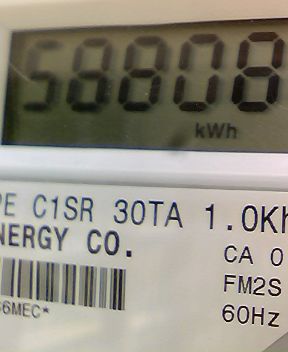 58808
kWh
PE C1SR 30TA 1.0Kh
NERGY CO.
CA 0
FM2S
60Hz
6MEC*